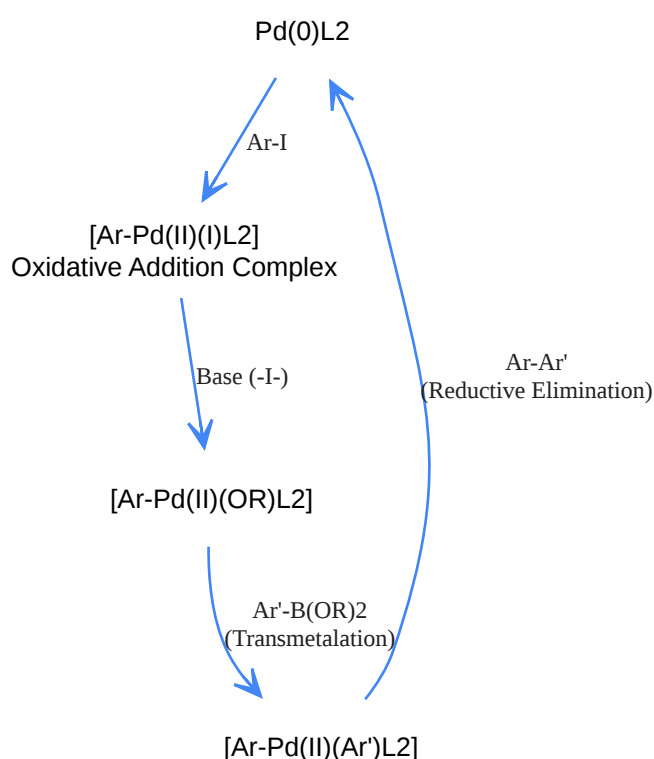 Pd(0)L2
Ar-I
[Ar-Pd(II)(I)L2]
Oxidative Addition Complex
Base (-I-)
Ar-Ar'
(Reductive Elimination)
[Ar-Pd(II)(OR)L2]
Ar'-B(OR)2
(Transmetalation)
[Ar-Pd(II)(Ar')L2]